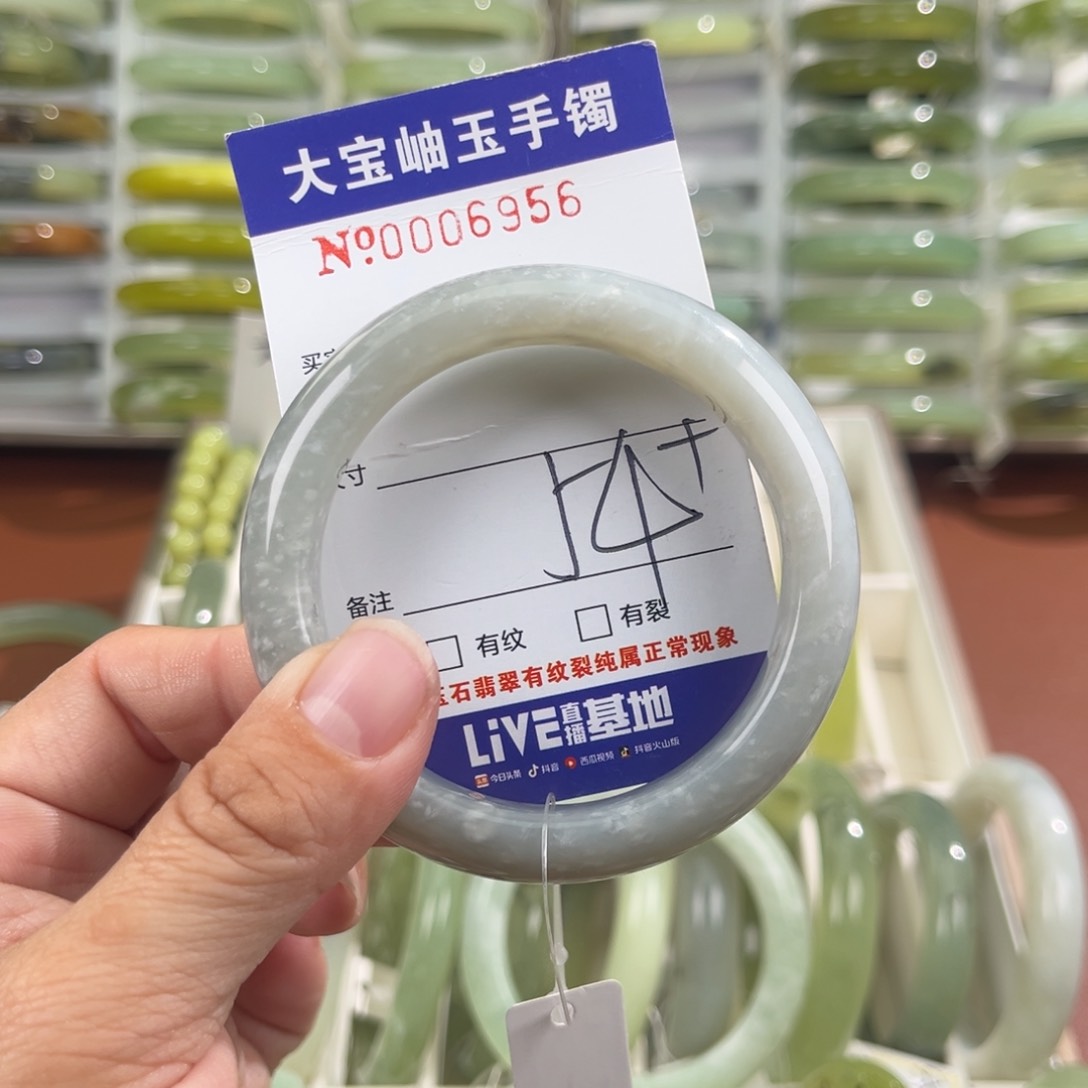 大宝岫玉手镯
№0006956
买
寸 54+
备注
□ 有纹 □ 有裂
玉石翡翠有纹裂纯属正常现象
LiVE直播基地
今日头条 抖音 西瓜视频 抖音火山版